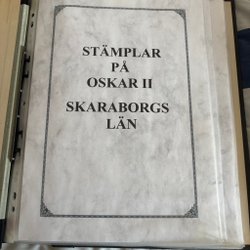 STÄMPLAR
PÅ
OSKAR II
SKARABORGS
LÄN